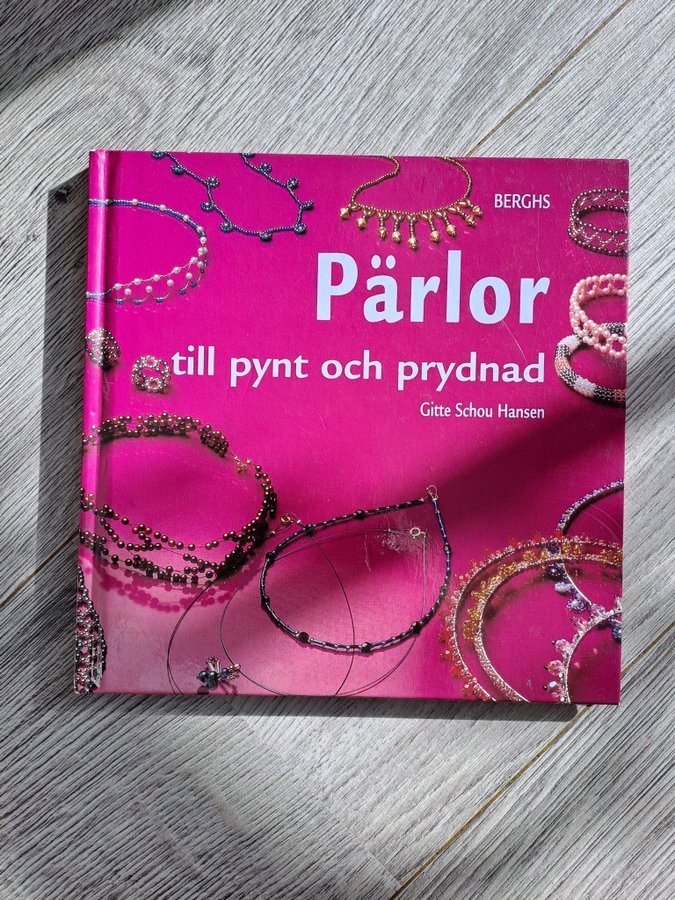 BERGHS
Pärlor
till pynt och prydnad
Gitte Schou Hansen